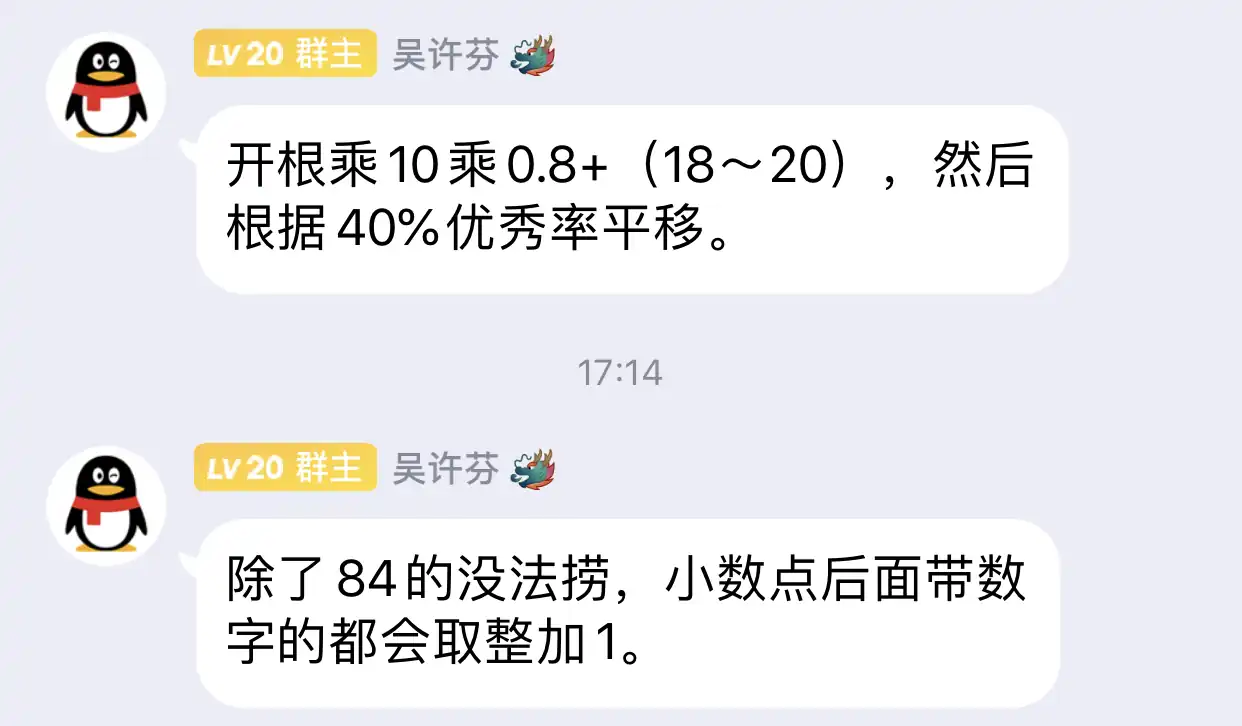 LV 20 群主 吴许芬
开根乘10乘0.8+（18～20），然后
根据40%优秀率平移。
17:14
LV 20 群主 吴许芬
除了84的没法捞，小数点后面带数
字的都会取整加1。